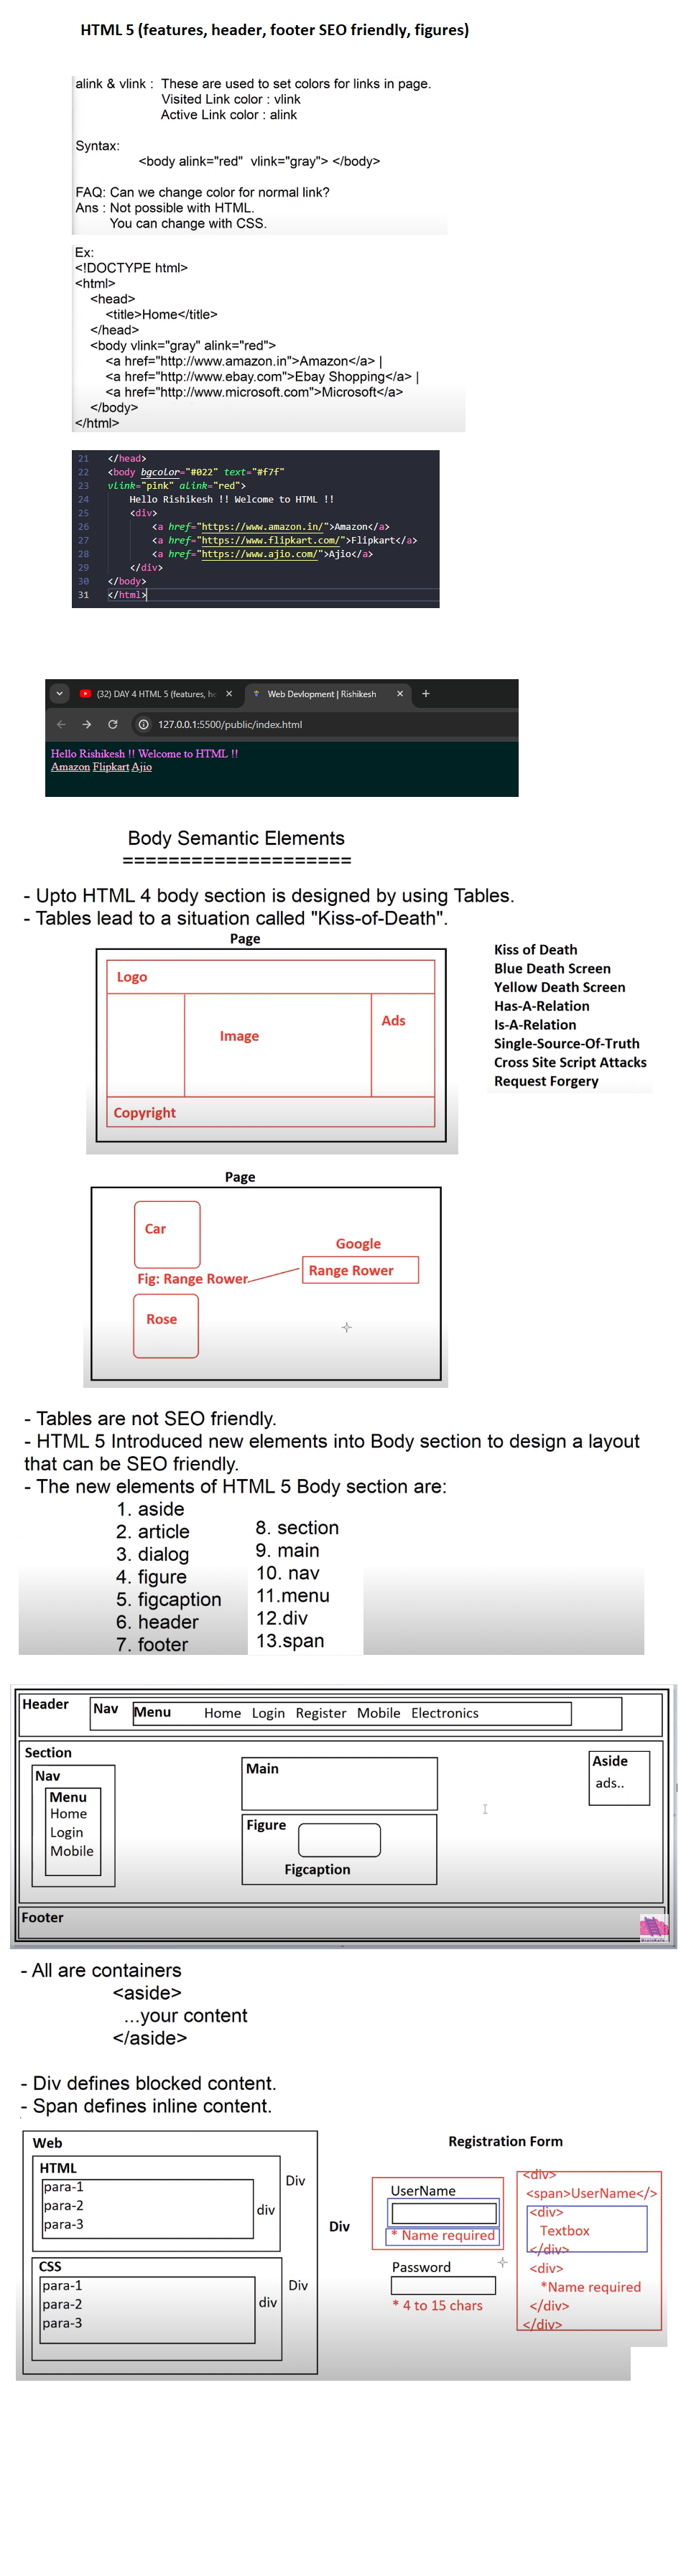 HTML 5 (features, header, footer SEO friendly, figures)
alink & vlink :  These are used to set colors for links in page.
Visited Link color : vlink
Active Link color : alink
Syntax:
<body alink="red"  vlink="gray"> </body>
FAQ: Can we change color for normal link?
Ans : Not possible with HTML.
You can change with CSS.
Ex:
<!DOCTYPE html>
<html>
<head>
<title>Home</title>
</head>
<body vlink="gray" alink="red">
<a href="http://www.amazon.in">Amazon</a> |
<a href="http://www.ebay.com">Ebay Shopping</a> |
<a href="http://www.microsoft.com">Microsoft</a>
</body>
</html>
21 </head>
22 <body bgcolor="#022" text="#f7f"
23 vlink="pink" alink="red">
24 Hello Rishikesh !! Welcome to HTML !!
25 <div>
26 <a href="https://www.amazon.in/">Amazon</a>
27 <a href="https://www.flipkart.com/">Flipkart</a>
28 <a href="https://www.ajio.com/">Ajio</a>
29 </div>
30 </body>
31 </html>
(32) DAY 4 HTML 5 (features, he
Web Devlopment | Rishikesh
127.0.0.1:5500/public/index.html
Hello Rishikesh !! Welcome to HTML !!
Amazon Flipkart Ajio
Body Semantic Elements
====================
- Upto HTML 4 body section is designed by using Tables.
- Tables lead to a situation called "Kiss-of-Death".
Page
Logo
Image
Ads
Copyright
Kiss of Death
Blue Death Screen
Yellow Death Screen
Has-A-Relation
Is-A-Relation
Single-Source-Of-Truth
Cross Site Script Attacks
Request Forgery
Page
Car
Fig: Range Rower
Rose
Google
Range Rower
- Tables are not SEO friendly.
- HTML 5 Introduced new elements into Body section to design a layout
that can be SEO friendly.
- The new elements of HTML 5 Body section are:
1. aside
2. article
3. dialog
4. figure
5. figcaption
6. header
7. footer
8. section
9. main
10. nav
11.menu
12.div
13.span
Header
Nav
Menu
Home Login Register Mobile Electronics
Section
Nav
Menu
Home
Login
Mobile
Main
Figure
Figcaption
Aside
ads..
Footer
- All are containers
<aside>
...your content
</aside>
- Div defines blocked content.
- Span defines inline content.
Web
HTML
para-1
para-2
para-3
div
Div
CSS
para-1
para-2
para-3
div
Div
Div
Registration Form
UserName
* Name required
Password
* 4 to 15 chars
<div>
<span>UserName</>
<div>
Textbox
</div>
<div>
*Name required
</div>
</div>